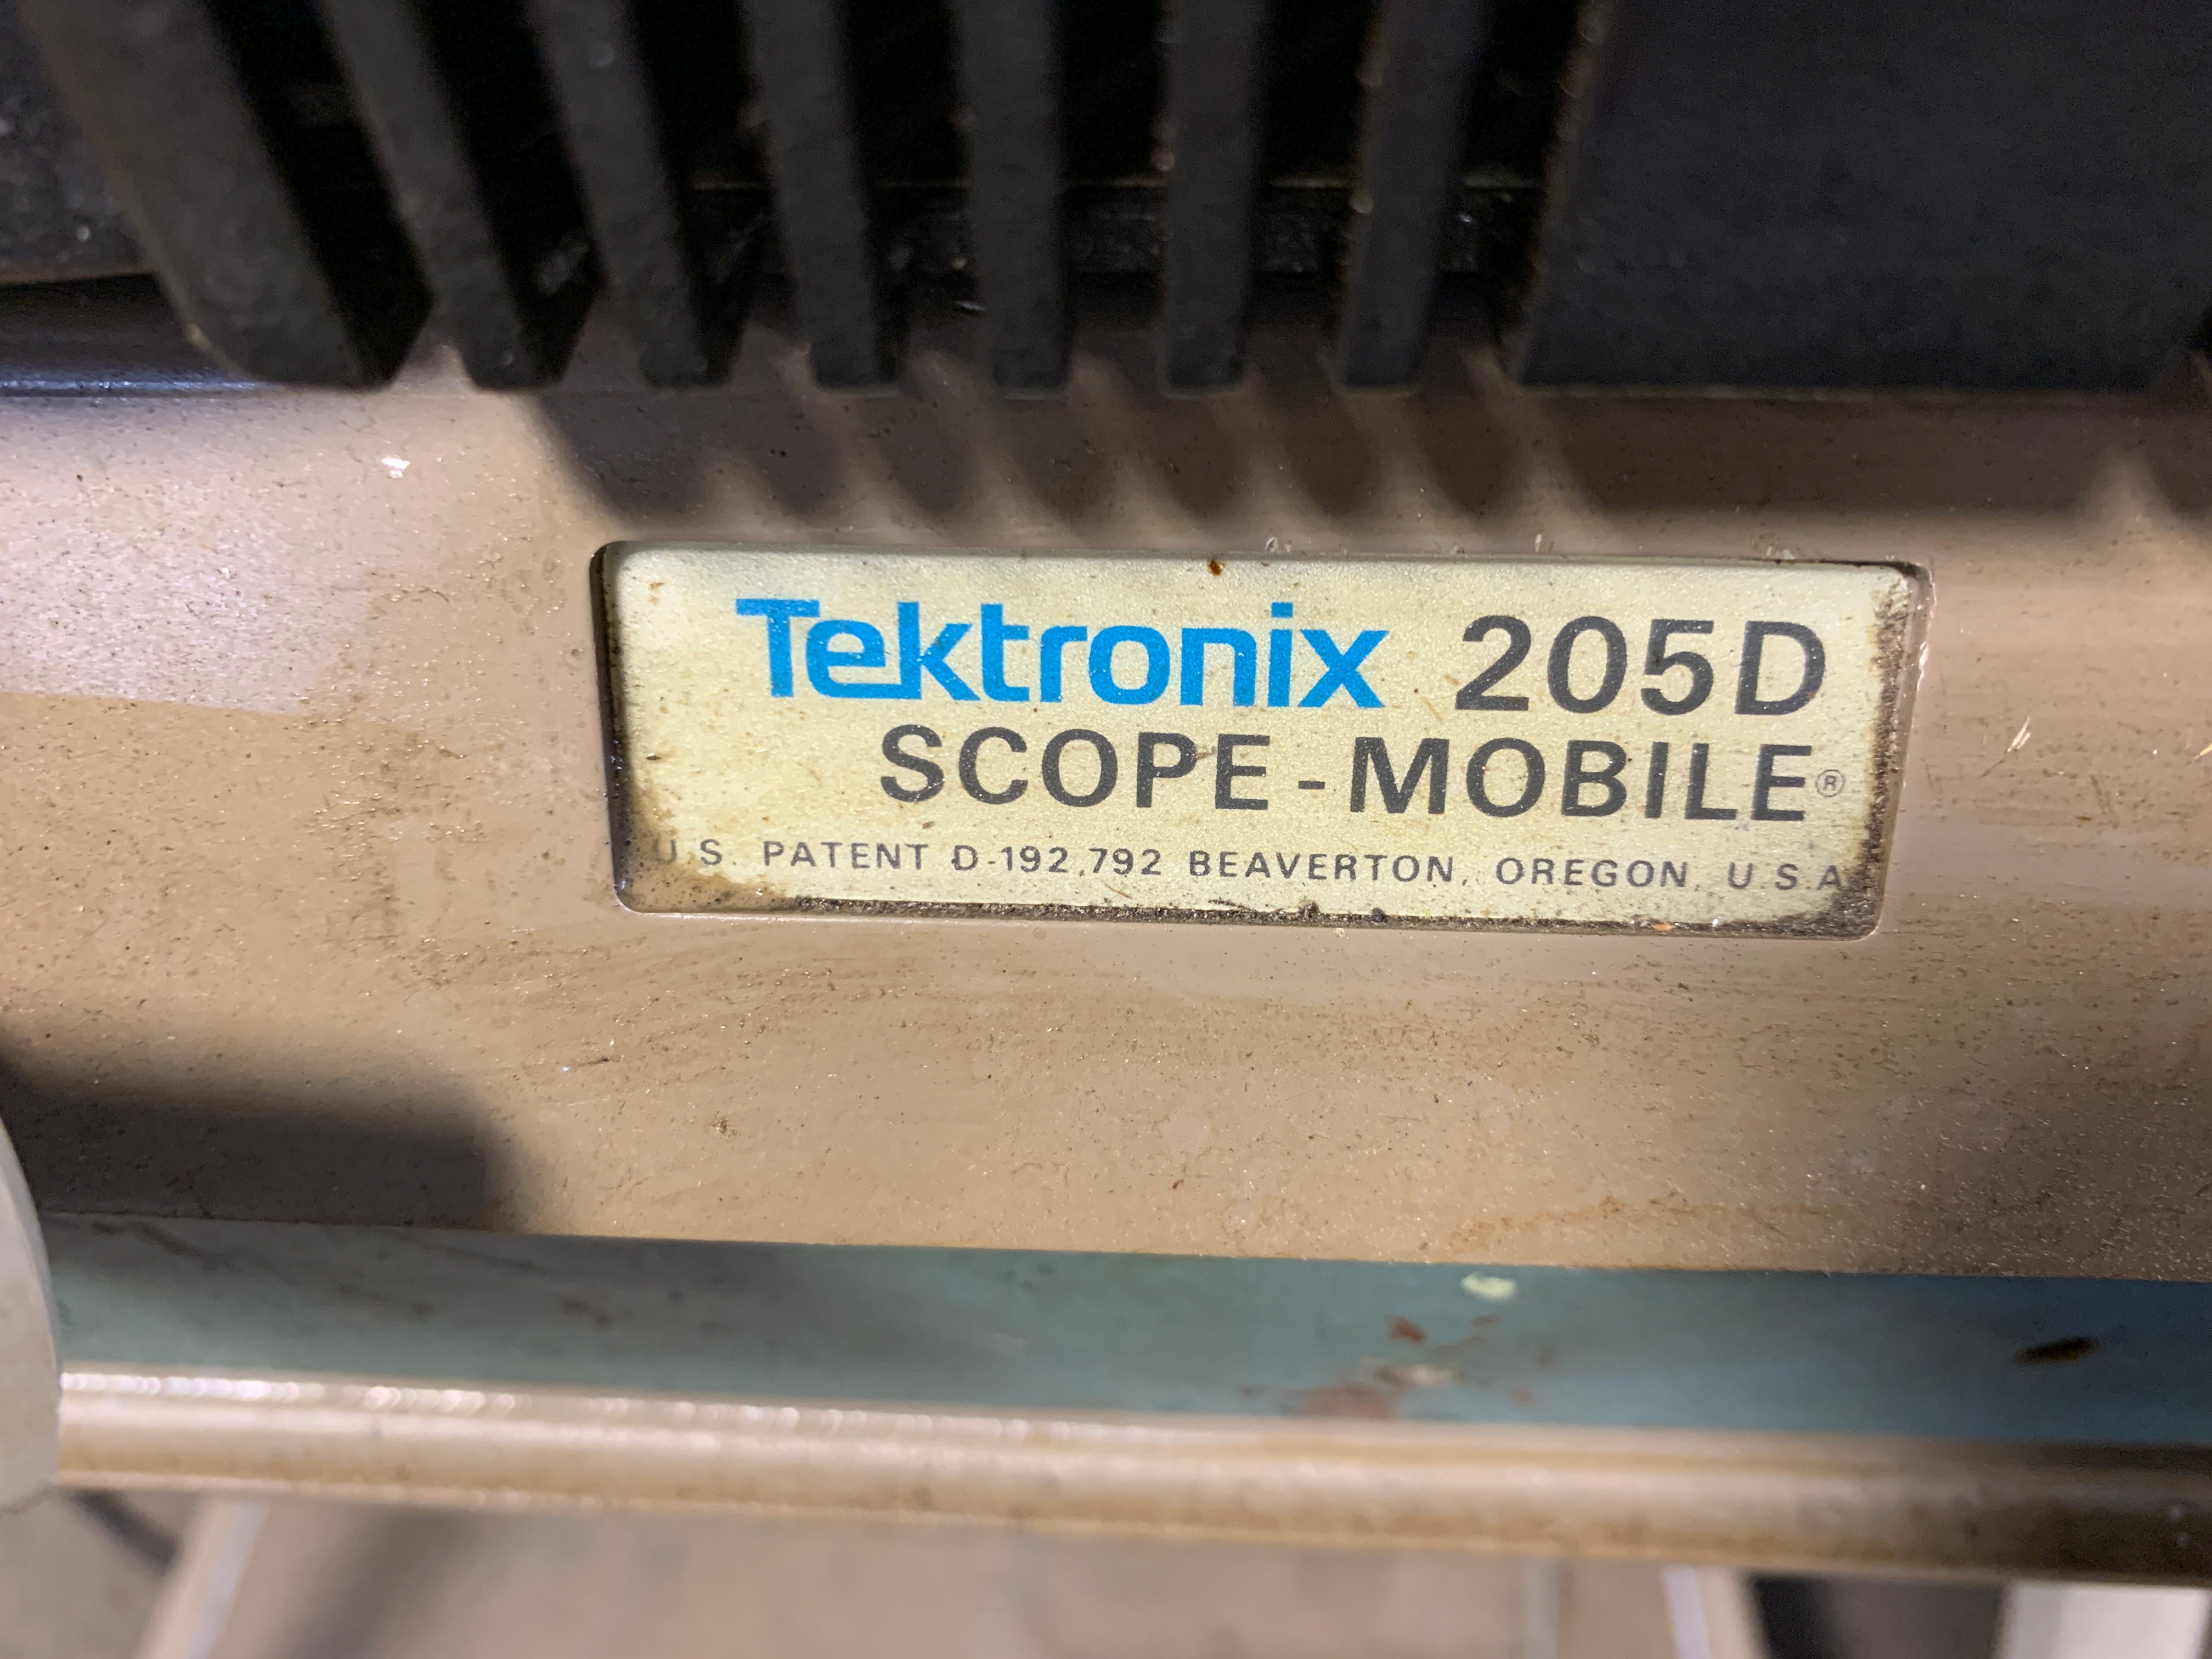 Tektronix 205D
SCOPE-MOBILE®
U.S. PATENT D-192,792 BEAVERTON, OREGON, U.S.A